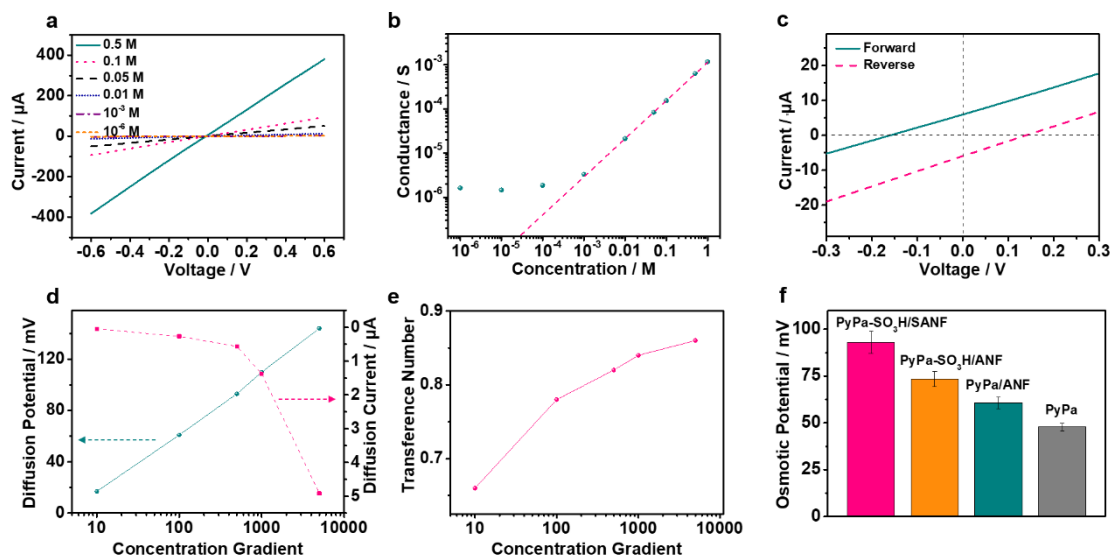 a
400
200
0
-200
-400
Current / µA
0.5 M
0.1 M
0.05 M
0.01 M
10⁻³ M
10⁻⁶ M
-0.6 -0.4 -0.2 0.0 0.2 0.4 0.6
Voltage / V
b
10⁻³
10⁻⁴
10⁻⁵
10⁻⁶
Conductance / S
10⁻⁶ 10⁻⁵ 10⁻⁴ 10⁻³ 0.01 0.1 1
Concentration / M
c
20
10
0
-10
-20
Current / µA
Forward
Reverse
-0.3 -0.2 -0.1 0.0 0.1 0.2 0.3
Voltage / V
d
120
80
40
0
Diffusion Potential / mV
0
1
2
3
4
5
Diffusion Current / µA
10 100 1000 10000
Concentration Gradient
e
0.9
0.8
0.7
Transference Number
10 100 1000 10000
Concentration Gradient
f
100
75
50
25
0
Osmotic Potential / mV
PyPa-SO₃H/SANF
PyPa-SO₃H/ANF
PyPa/ANF
PyPa